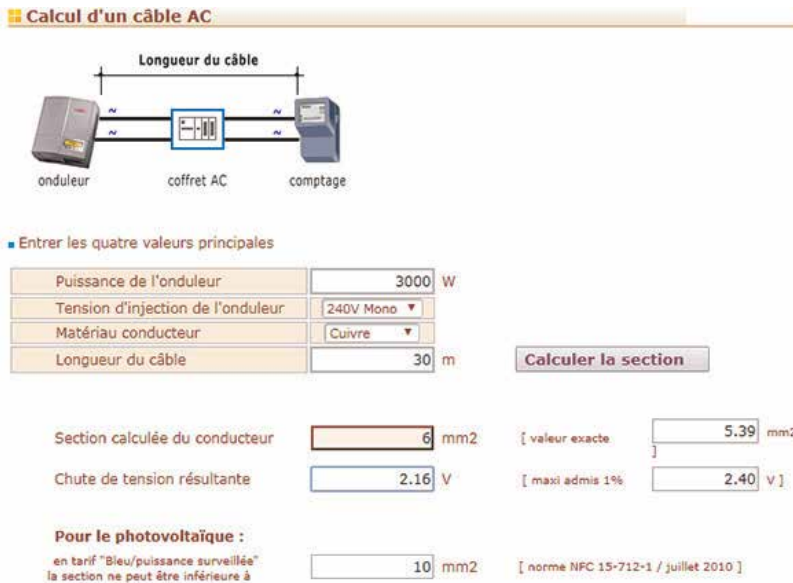 Calcul d'un câble AC
Longueur du câble
~ ~
~ ~
onduleur coffret AC comptage
Entrer les quatre valeurs principales
Puissance de l'onduleur 3000 W
Tension d'injection de l'onduleur 240V Mono ▼
Matériau conducteur Cuivre ▼
Longueur du câble 30 m Calculer la section
Section calculée du conducteur 6 mm2 [ valeur exacte 5.39 mm2
]
Chute de tension résultante 2.16 V [ maxi admis 1% 2.40 V ]
Pour le photovoltaïque :
en tarif "Bleu/puissance surveillée"
la section ne peut être inférieure à 10 mm2 [ norme NFC 15-712-1 / juillet 2010 ]